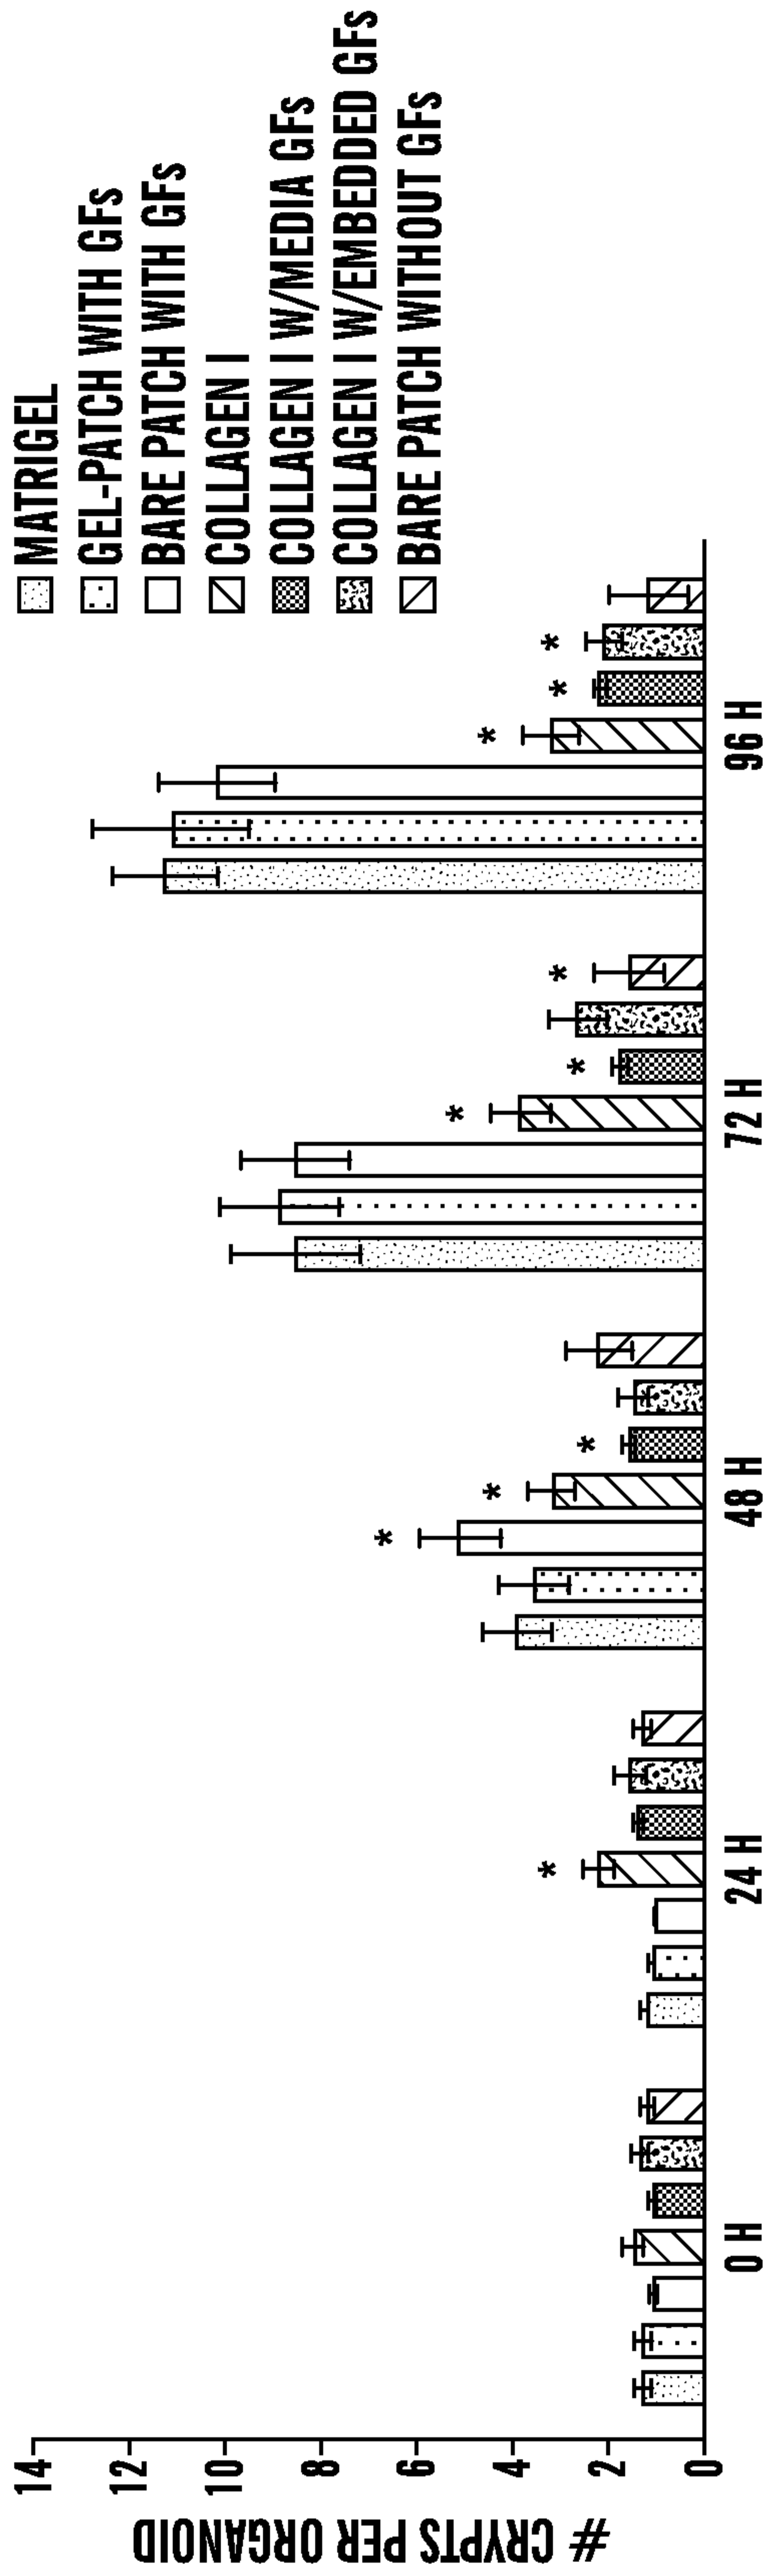 MATRIGEL
GEL-PATCH WITH GFs
BARE PATCH WITH GFs
COLLAGEN I
COLLAGEN I W/MEDIA GFs
COLLAGEN I W/EMBEDDED GFs
BARE PATCH WITHOUT GFs
# CRYPTS PER ORGANOID
14
12
10
8
6
4
2
0
*
*
*
*
*
*
*
*
*
*
0 H
24 H
48 H
72 H
96 H